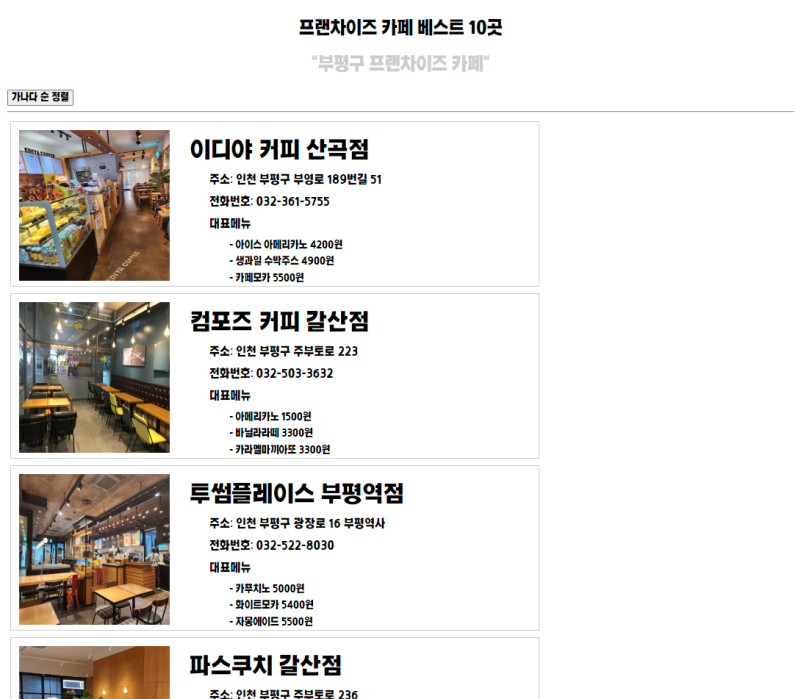 프랜차이즈 카페 베스트 10곳
"부평구 프랜차이즈 카페"
가나다 순 정렬
EDIYA COFFEE
EDIYA COFFEE
이디야 커피 산곡점
주소: 인천 부평구 부영로 189번길 51
전화번호: 032-361-5755
대표메뉴
- 아이스 아메리카노 4200원
- 생과일 수박주스 4900원
- 카페모카 5500원
컴포즈 커피 갈산점
주소: 인천 부평구 주부토로 223
전화번호: 032-503-3632
대표메뉴
- 아메리카노 1500원
- 바닐라라떼 3300원
- 카라멜마끼아또 3300원
투썸플레이스 부평역점
주소: 인천 부평구 광장로 16 부평역사
전화번호: 032-522-8030
대표메뉴
- 카푸치노 5000원
- 화이트모카 5400원
- 자몽에이드 5500원
파스쿠치 갈산점
주소: 인천 부평구 주부토로 236